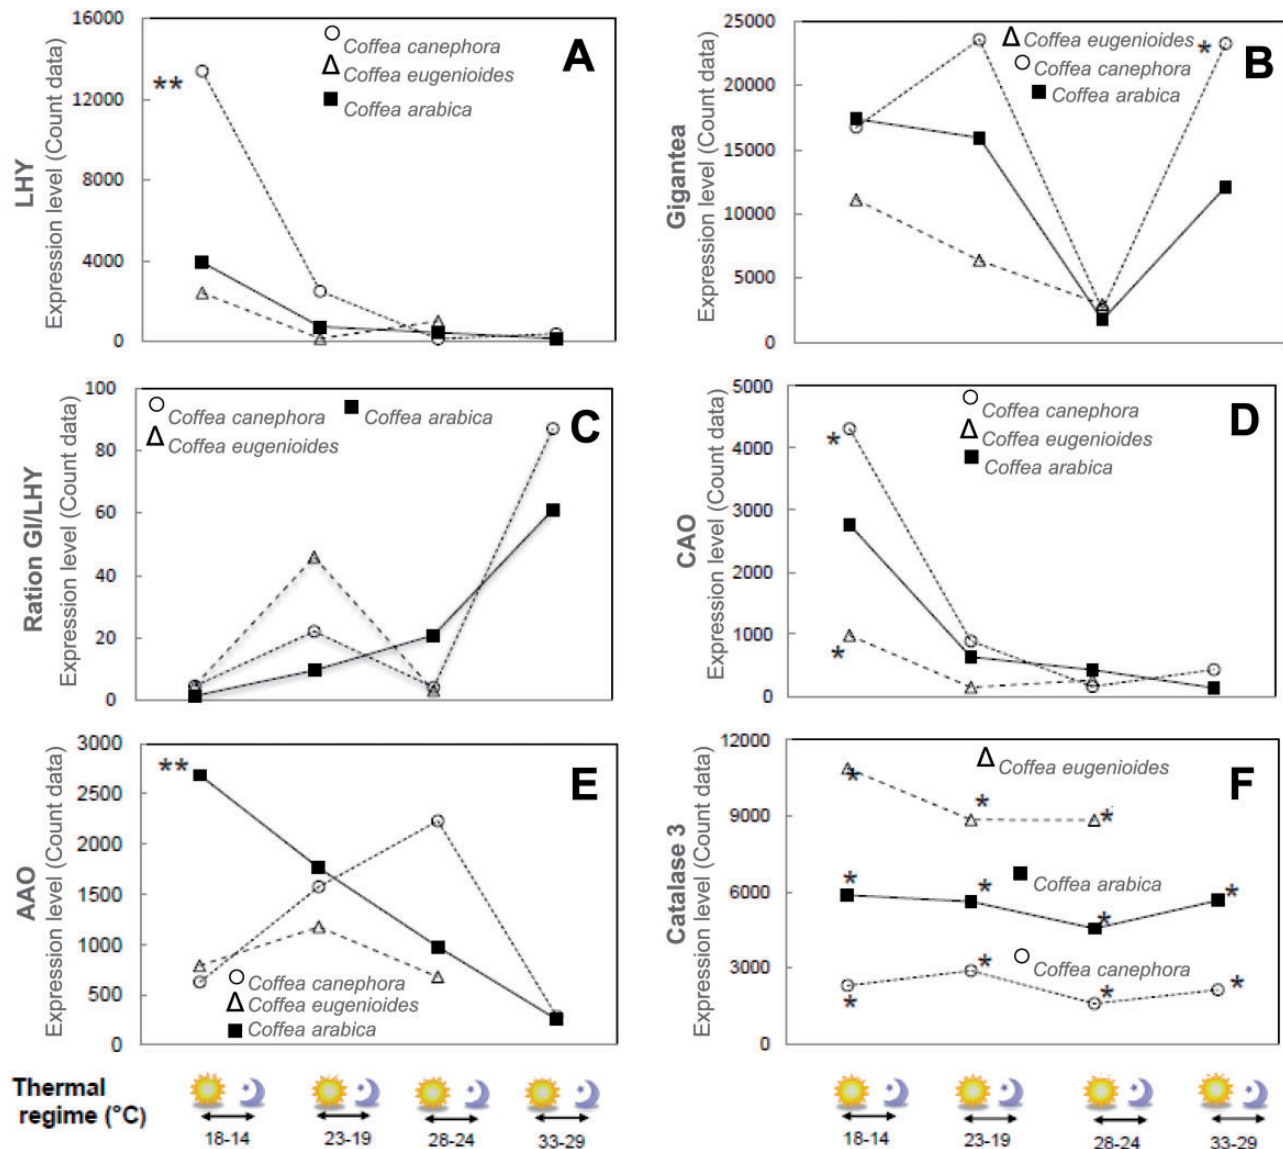 LHY
Expression level (Count data)
16000
12000
8000
4000
0
**
Coffea canephora
Coffea eugenioides
Coffea arabica
A
Gigantea
Expression level (Count data)
25000
20000
15000
10000
5000
0
Coffea eugenioides
Coffea canephora
Coffea arabica
*
B
Ration GI/LHY
Expression level (Count data)
100
80
60
40
20
0
Coffea canephora
Coffea arabica
Coffea eugenioides
C
CAO
Expression level (Count data)
5000
4000
3000
2000
1000
0
*
*
Coffea canephora
Coffea eugenioides
Coffea arabica
D
AAO
Expression level (Count data)
3000
2500
2000
1500
1000
500
0
**
Coffea canephora
Coffea eugenioides
Coffea arabica
E
Catalase 3
Expression level (Count data)
12000
9000
6000
3000
0
Coffea eugenioides
* * *
Coffea arabica
* * * *
Coffea canephora
* * * *
F
Thermal
regime (°C)
18-14
23-19
28-24
33-29
18-14
23-19
28-24
33-29